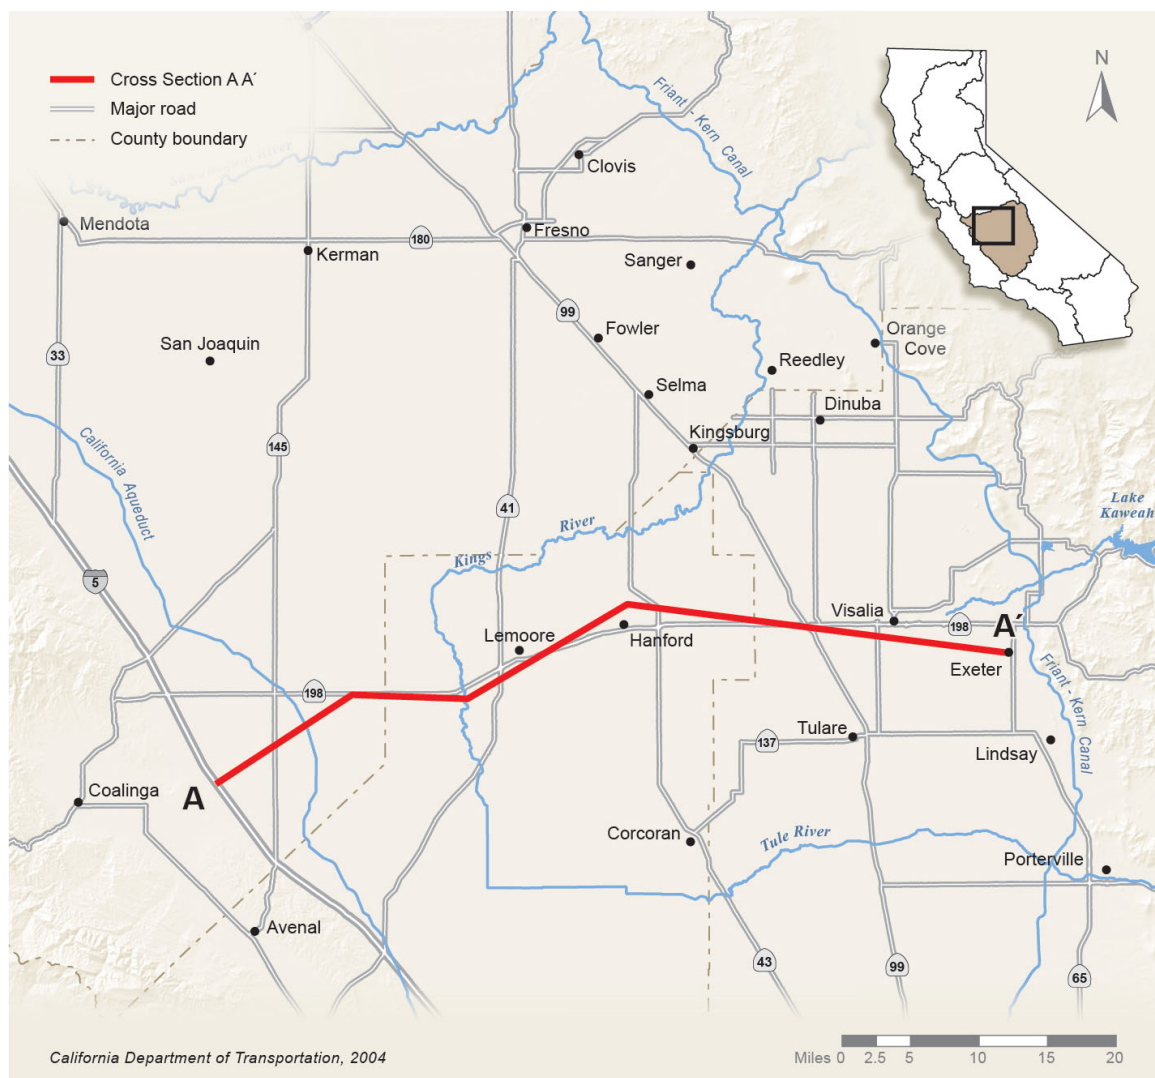 Cross Section A A´
Major road
County boundary
N
Friant - Kern Canal
Clovis
Mendota
Fresno
180
Kerman
Sanger
99
Fowler
Orange
Cove
33
San Joaquin
Reedley
Selma
Dinuba
Kingsburg
California Aqueduct
145
41
River
Kings
Lake
Kaweah
5
Visalia
198
A´
Lemoore
Hanford
Exeter
Friant - Kern Canal
198
Tulare
137
Lindsay
A
Coalinga
Corcoran
Tule River
Porterville
Avenal
43
99
65
California Department of Transportation, 2004
Miles 0 2.5 5 10 15 20